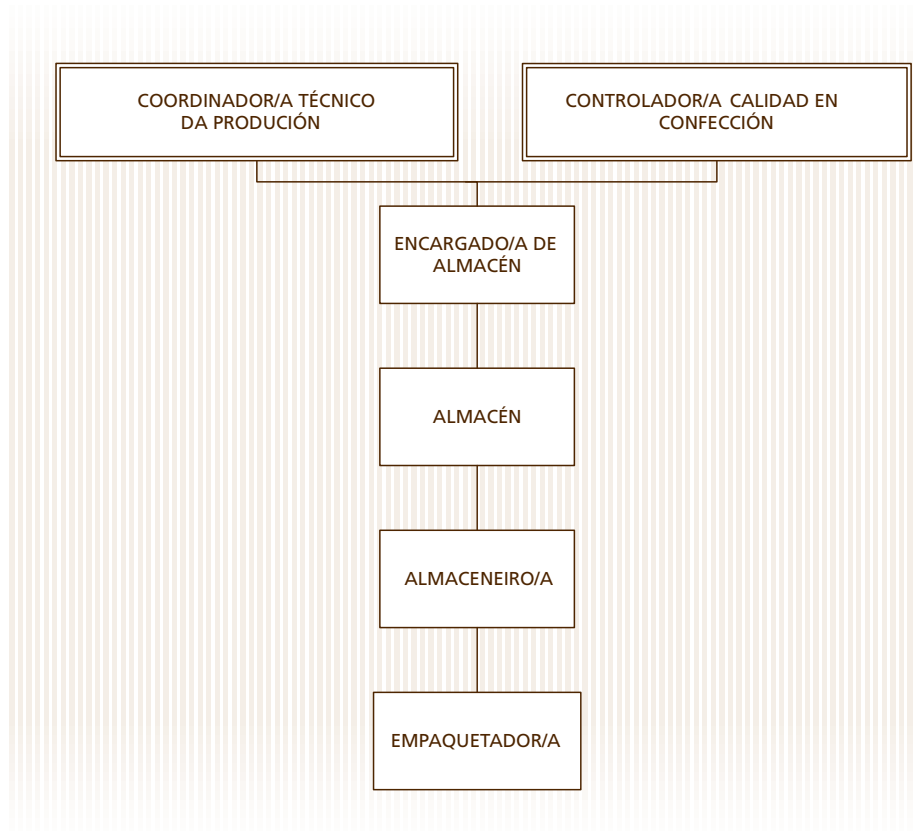 COORDINADOR/A TÉCNICO
DA PRODUCIÓN
CONTROLADOR/A CALIDAD EN
CONFECCIÓN
ENCARGADO/A DE
ALMACÉN
ALMACÉN
ALMACENEIRO/A
EMPAQUETADOR/A